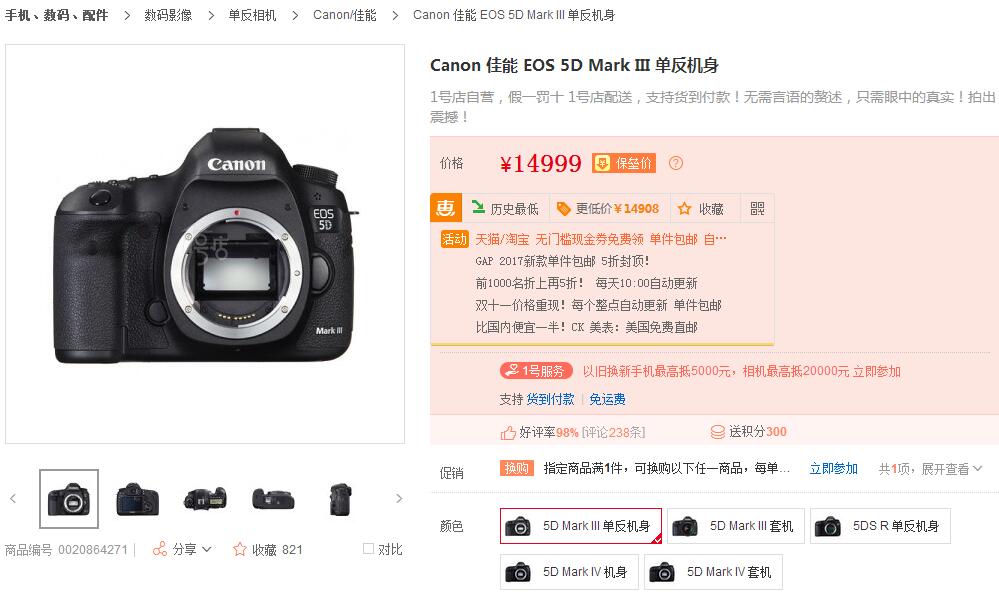 手机、数码、配件 > 数码影像 > 单反相机 > Canon/佳能 > Canon 佳能 EOS 5D Mark III 单反机身
Canon 佳能 EOS 5D Mark III 单反机身
1号店自营，假一罚十 1号店配送，支持货到付款！无需言语的赘述，只需眼中的真实！拍出
震撼！
价格 ¥14999 保垒价 ?
惠 历史最低 更低价¥14908 收藏
活动 天猫/淘宝 无门槛现金券免费领 单件包邮 自…
GAP 2017新款单件包邮 5折封顶！
前1000名折上再5折！ 每天10:00自动更新
双十一价格重现！每个整点自动更新 单件包邮
比国内便宜一半！CK 美表：美国免费直邮
1号服务 以旧换新手机最高抵5000元，相机最高抵20000元 立即参加
支持 货到付款 | 免运费
好评率98% [评论238条] 送积分300
促销 换购 指定商品满1件，可换购以下任一商品，每单... 立即参加 共1项，展开查看
颜色 5D Mark III 单反机身 5D Mark III 套机 5DS R 单反机身
5D Mark IV 机身 5D Mark IV 套机
Canon
EOS
5D
号店
Mark III
商品编号 0020864271 | 分享 收藏 821 对比